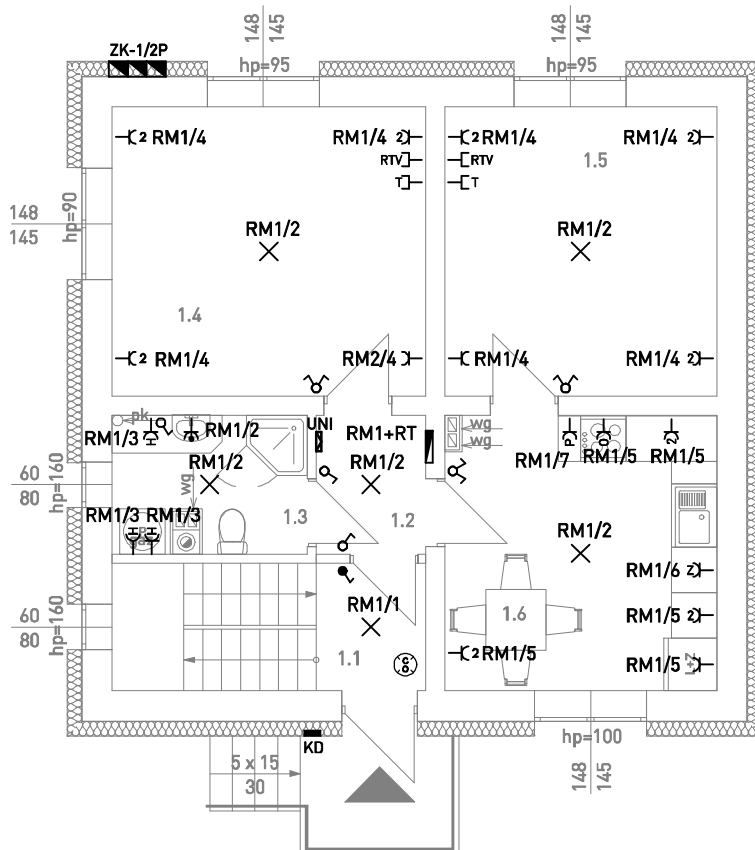 148
145
148
145
ZK-1/2P
hp=95
hp=95
2 RM1/4
RM1/4 2
2 RM1/4
RM1/4 2
RTV
RTV
1.5
T
T
148
145
hp=90
RM1/2
RM1/2
1.4
2 RM1/4
RM2/4
RM1/4
RM1/4 2
pk
UNI
wg
RM1/3
RM1/2
RM1+RT
wg
RM1/7
RM1/5
RM1/5
2
60
80
hp=160
RM1/2
RM1/2
wg
RM1/3
RM1/3
1.3
1.2
RM1/2
RM1/6 2
60
80
hp=160
RM1/1
1.6
RM1/5 2
1.1
2 RM1/5
RM1/5
L+Z
KD
hp=100
5 x 15
30
148
145